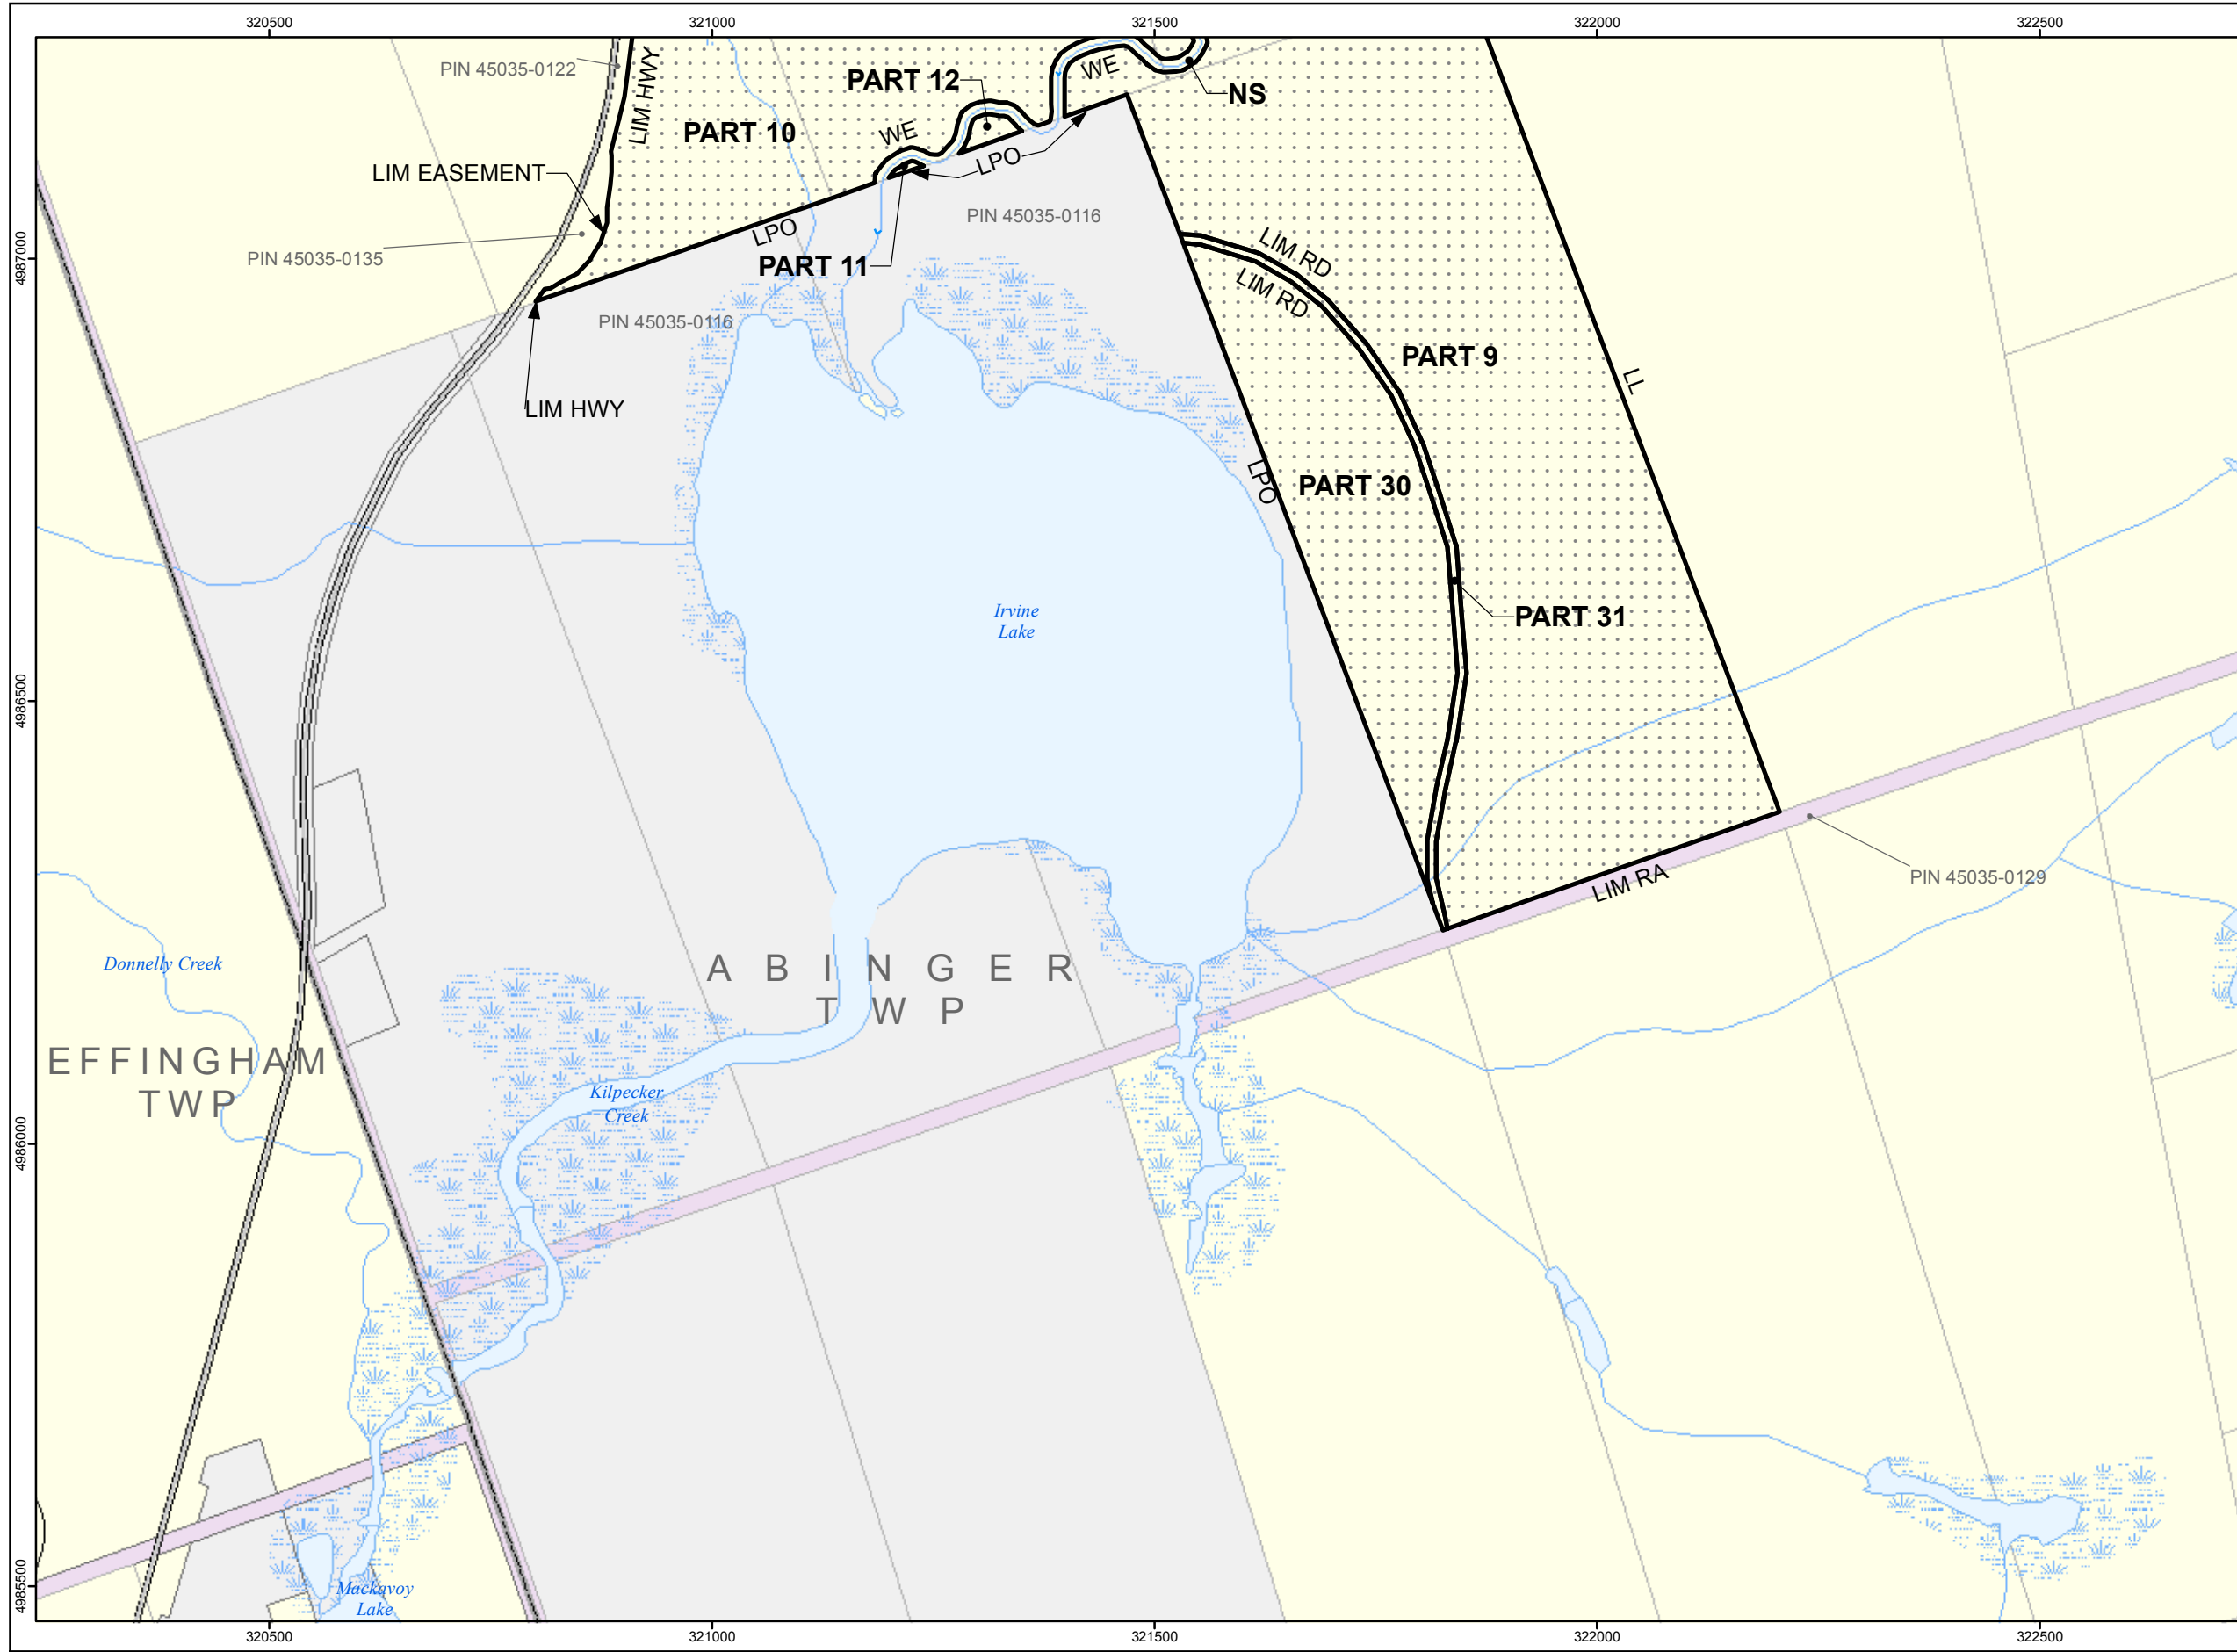 320500
321000
321500
322000
322500
PIN 45035-0122
LIM HWY
PART 12
WE
NS
PART 10
WE
LIM EASEMENT
LPO
PIN 45035-0116
LPO
PIN 45035-0135
4987000
PART 11
LIM RD
LIM RD
PIN 45035-0116
PART 9
LL
LIM HWY
LPO
PART 30
Irvine
Lake
PART 31
4986500
LIM RA
PIN 45035-0129
Donnelly Creek
ABINGER
TWP
EFFINGHAM
TWP
Kilpecker
Creek
4986000
4985500
Mackavoy
Lake
320500
321000
321500
322000
322500